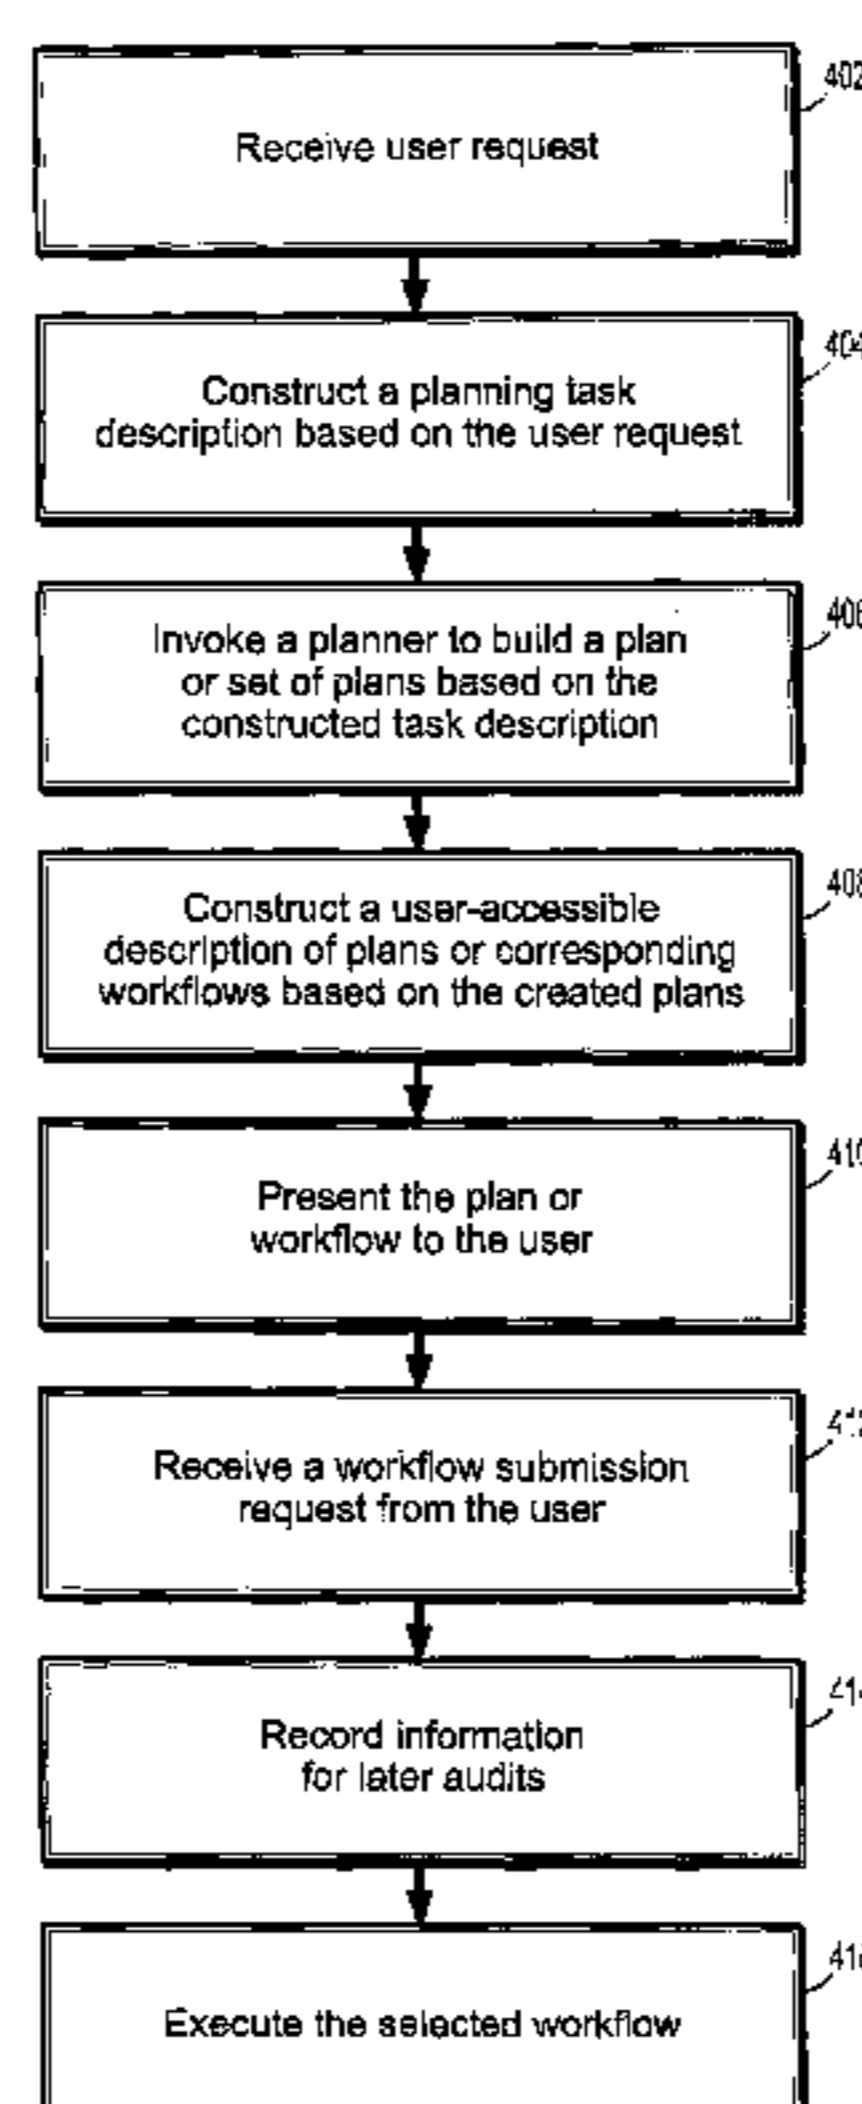 402
Receive user request
404
Construct a planning task
description based on the user request
406
Invoke a planner to build a plan
or set of plans based on the
constructed task description
408
Construct a user-accessible
description of plans or corresponding
workflows based on the created plans
410
Present the plan or
workflow to the user
412
Receive a workflow submission
request from the user
Record information
for later audits
Execute the selected workflow